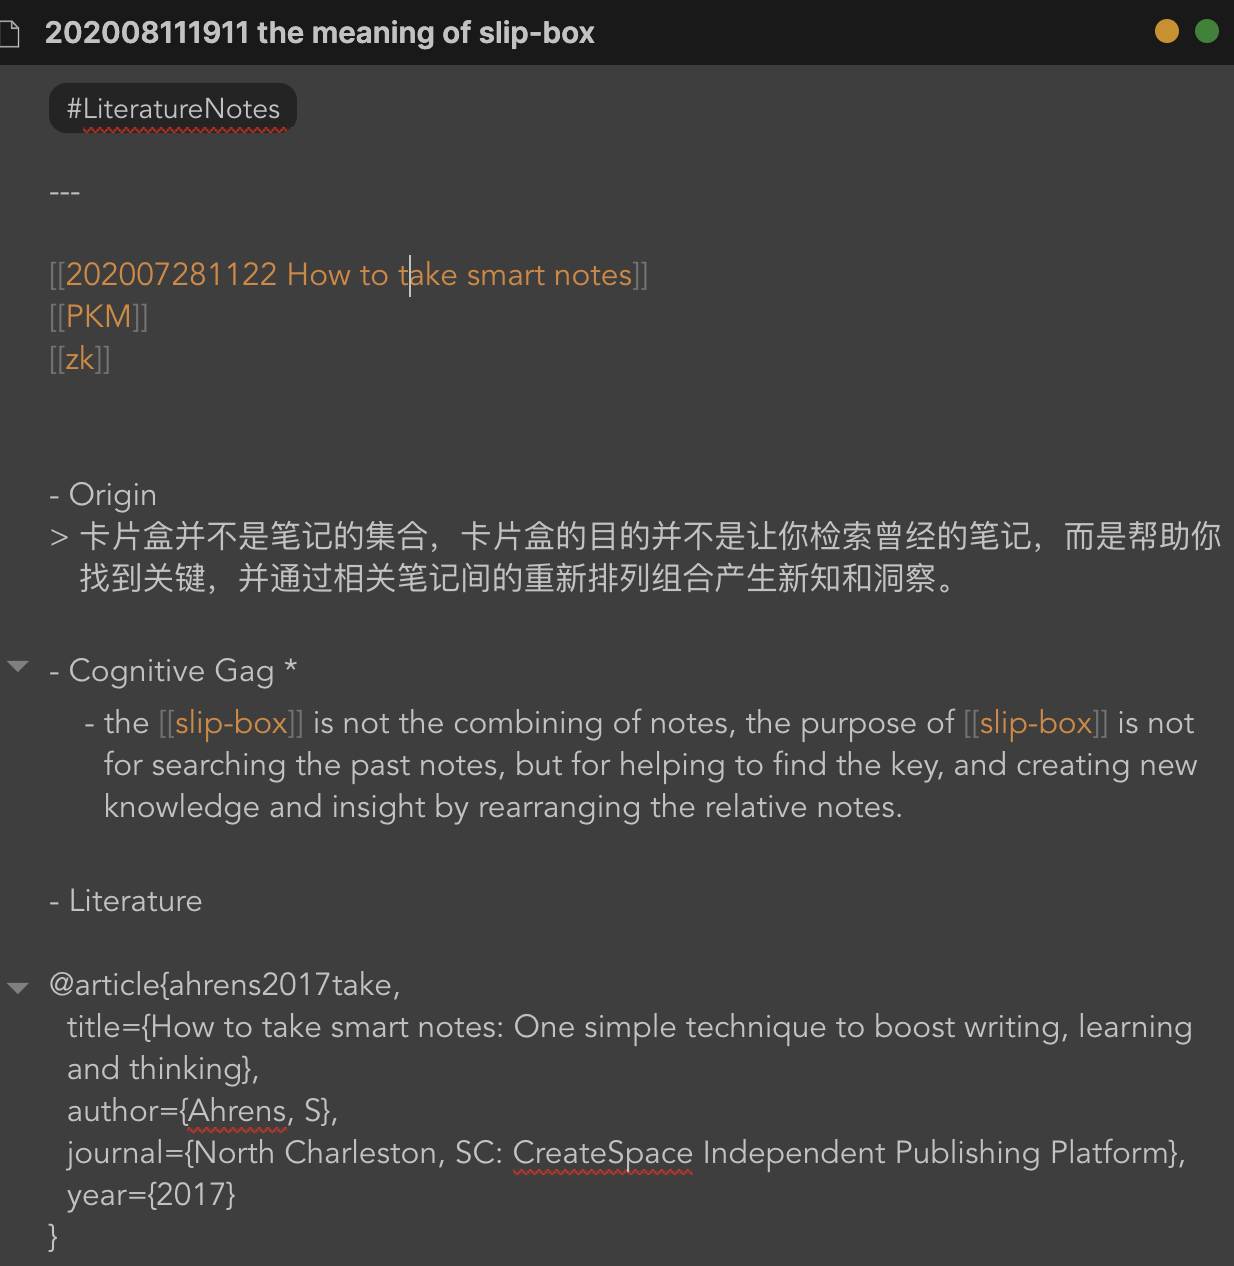 202008111911 the meaning of slip-box
#LiteratureNotes
---
[[202007281122 How to take smart notes]]
[[PKM]]
[[zk]]
- Origin
> 卡片盒并不是笔记的集合，卡片盒的目的并不是让你检索曾经的笔记，而是帮助你
找到关键，并通过相关笔记间的重新排列组合产生新知和洞察。
- Cognitive Gag *
- the [[slip-box]] is not the combining of notes, the purpose of [[slip-box]] is not
for searching the past notes, but for helping to find the key, and creating new
knowledge and insight by rearranging the relative notes.
- Literature
@article{ahrens2017take,
title={How to take smart notes: One simple technique to boost writing, learning
and thinking},
author={Ahrens, S},
journal={North Charleston, SC: CreateSpace Independent Publishing Platform},
year={2017}
}